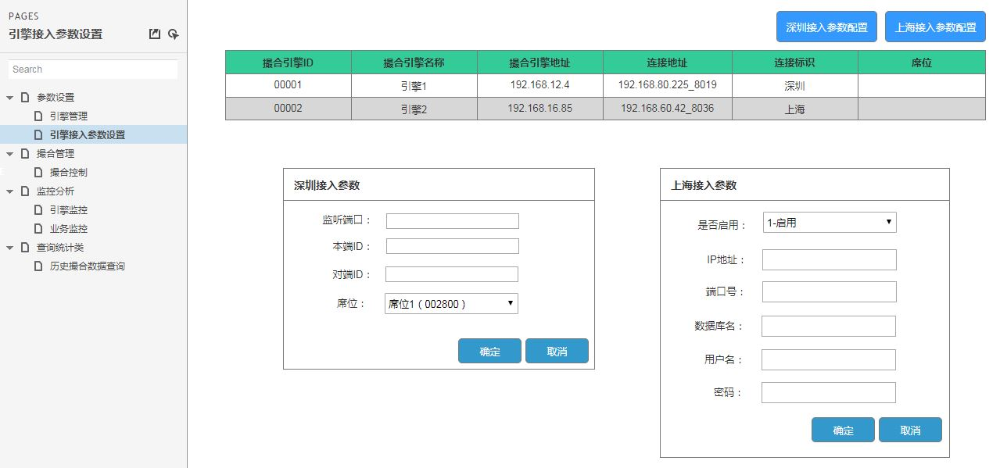 PAGES
引擎接入参数设置
Search
参数设置
引擎管理
引擎接入参数设置
撮合管理
撮合控制
监控分析
引擎监控
业务监控
查询统计类
历史撮合数据查询
深圳接入参数配置 上海接入参数配置
撮合引擎ID 撮合引擎名称 撮合引擎地址 连接地址 连接标识 席位
00001 引擎1 192.168.12.4 192.168.80.225_8019 深圳
00002 引擎2 192.168.16.85 192.168.60.42_8036 上海
深圳接入参数
监听端口：
本端ID：
对端ID：
席位： 席位1（002800）
确定 取消
上海接入参数
是否启用： 1-启用
IP地址：
端口号：
数据库名：
用户名：
密码：
确定 取消